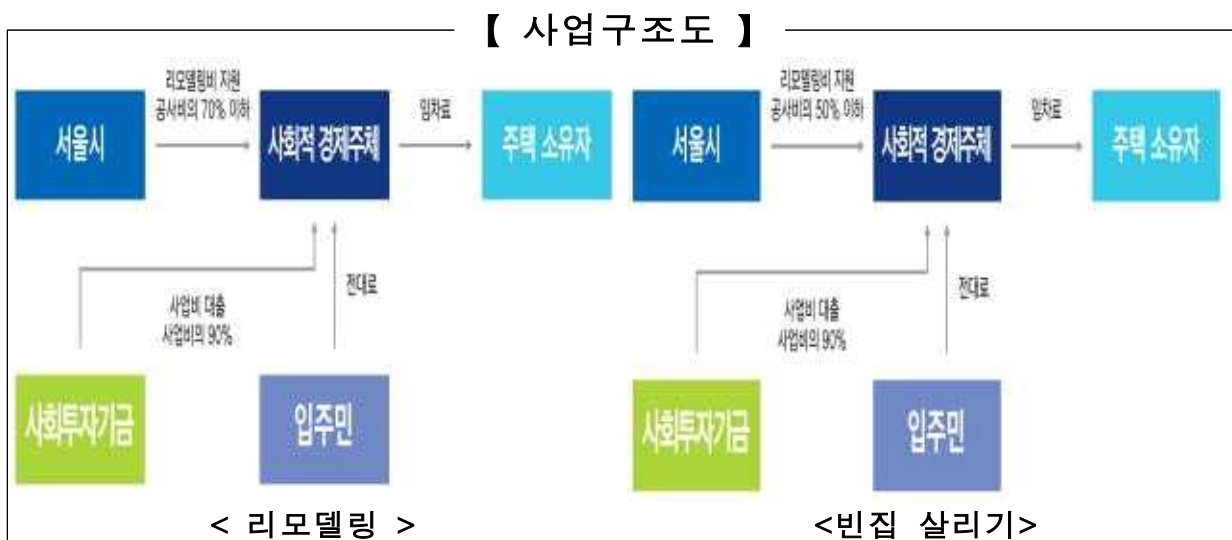 【 사업구조도 】
리모델링비 지원
공사비의 70% 이하
서울시
사회적 경제주체
임차료
주택 소유자
사업비 대출
사업비의 90%
전대료
사회투자기금
입주민
< 리모델링 >
리모델링비 지원
공사비의 50% 이하
서울시
사회적 경제주체
임차료
주택 소유자
사업비 대출
사업비의 90%
전대료
사회투자기금
입주민
<빈집 살리기>